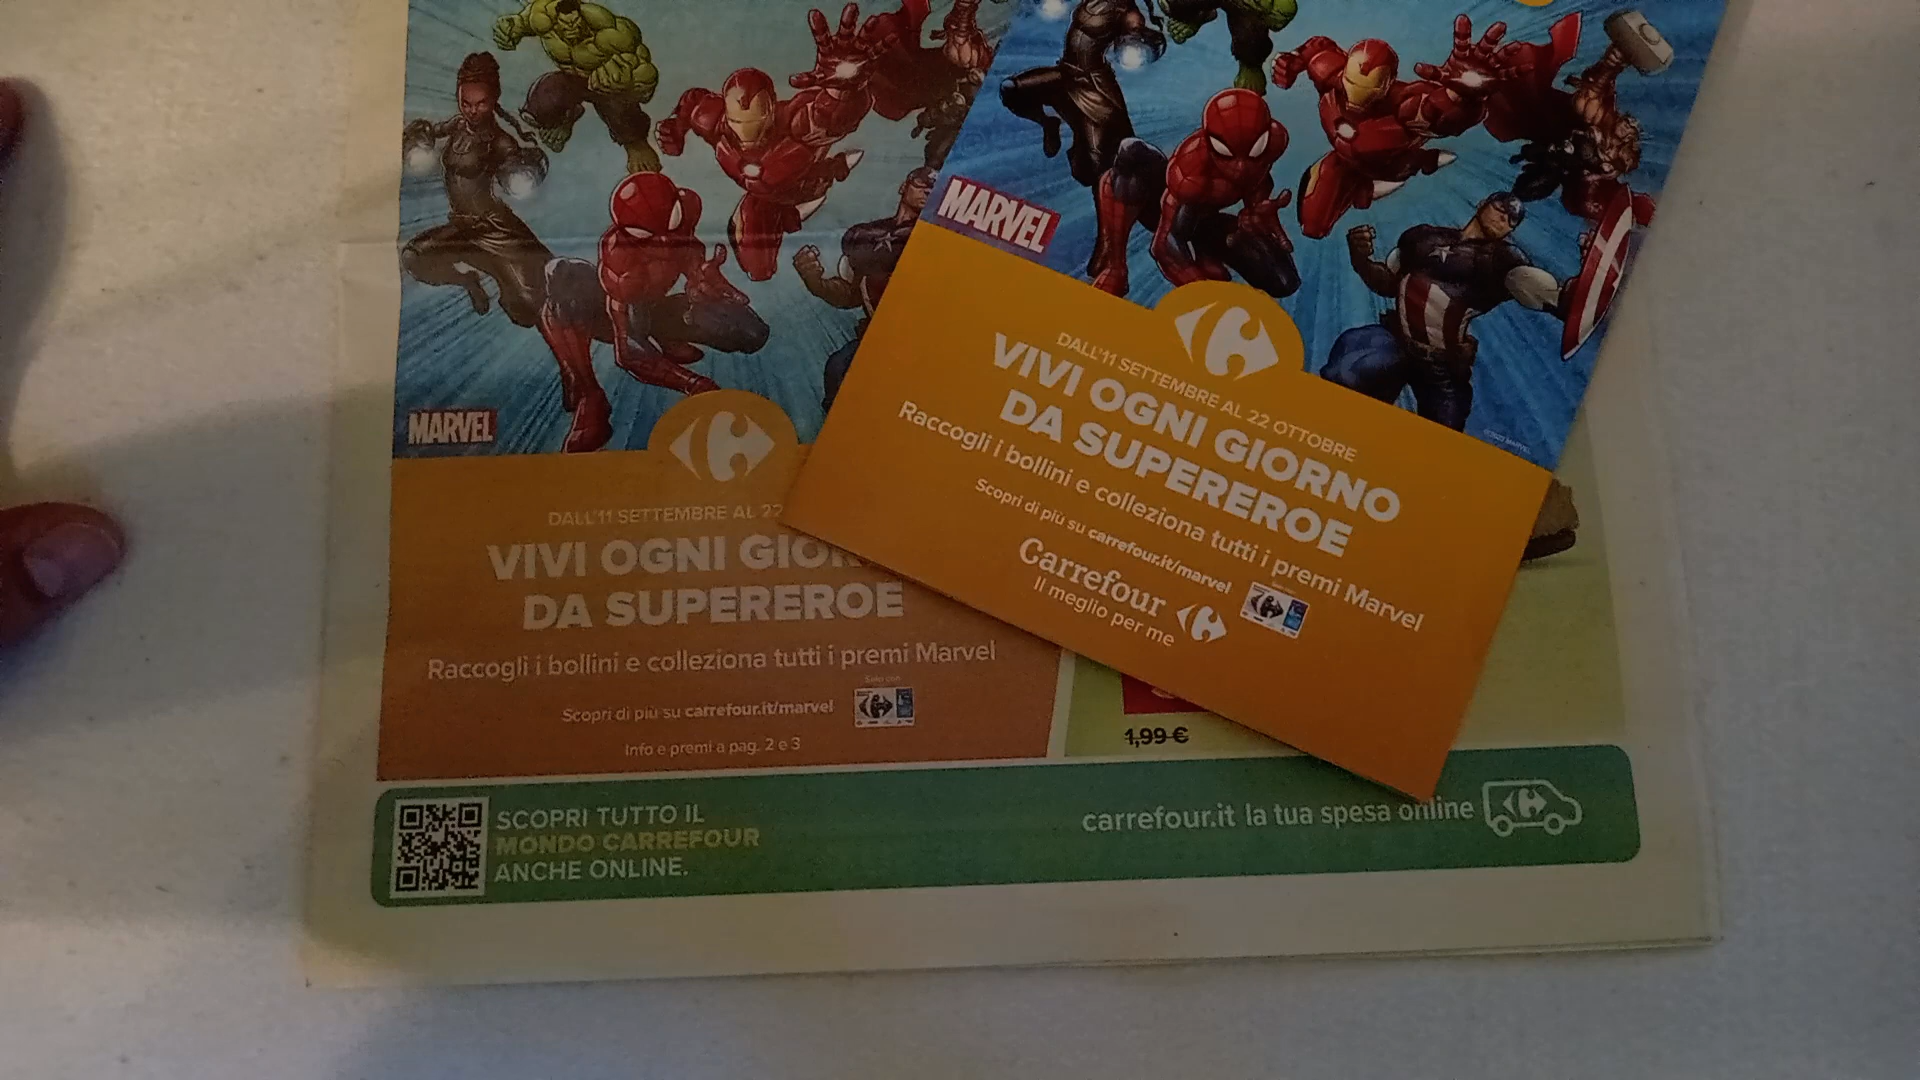 MARVEL
DALL'11 SETTEMBRE AL 22
VIVI OGNI
DA SUPEREROE
Raccogli i bollini e colleziona tutti i premi Marvel
Solo con
Scopri di più su carrefour.it/marvel
Info e premi a pag. 2 e 3
MARVEL
DALL'11 SETTEMBRE AL 22 OTTOBRE
VIVI OGNI GIORNO
DA SUPEREROE
Raccogli i bollini e colleziona tutti i premi Marvel
Scopri di più su carrefour.it/marvel
Carrefour
Il meglio per me
1,99 €
SCOPRI TUTTO IL
MONDO CARREFOUR
ANCHE ONLINE.
carrefour.it la tua spesa online